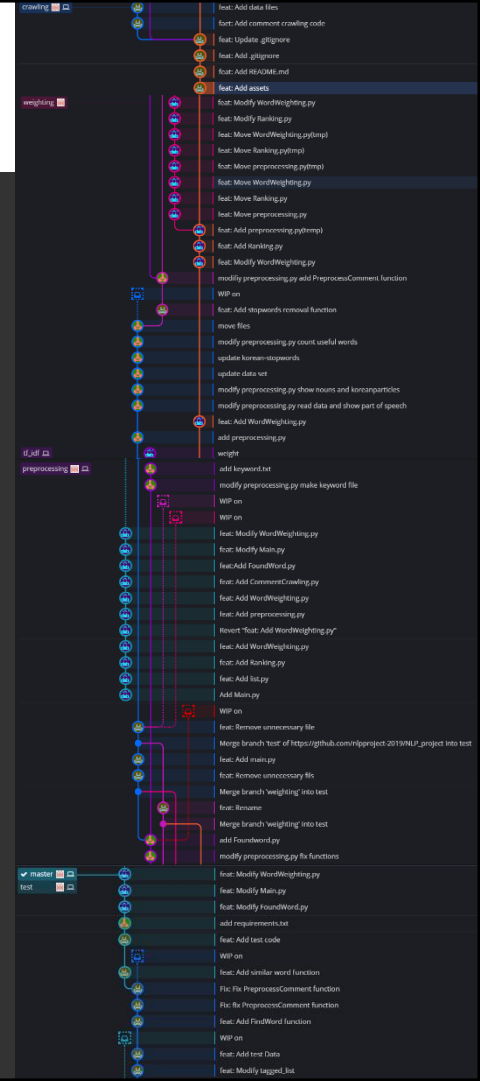 crawling feat: Add data files
faet: Add comment crawling code
feat: Update .gitignore
feat: Add .gitignore
feat: Add README.md
feat: Add assets
weighting feat: Modify WordWeighting.py
feat: Modify Ranking.py
feat: Move WordWeighting.py(tmp)
feat: Move Ranking.py(tmp)
feat: Move preprocessing.py(tmp)
feat: Move WordWeighting.py
feat: Move Ranking.py
feat: Move preprocessing.py
feat: Add preprocessing.py(temp)
feat: Add Ranking.py
feat: Modify WordWeighting.py
modifiy preprocessing.py add PreprocessComment function
WIP on
feat: Add stopwords removal function
move files
modify preprocessing.py count useful words
update korean-stopwords
update data set
modify preprocessing.py show nouns and koreanparticles
modify preprocessing.py read data and show part of speech
feat: Add WordWeighting.py
add preprocessing.py
tf_idf weight
preprocessing add keyword.txt
modify preprocessing.py make keyword file
WIP on
WIP on
feat: Modify WordWeighting.py
feat: Modify Main.py
feat:Add FoundWord.py
feat: Add CommentCrawling.py
feat: Add WordWeighting.py
feat: Add preprocessing.py
Revert "feat: Add WordWeighting.py"
feat: Add WordWeighting.py
feat: Add Ranking.py
feat: Add list.py
Add Main.py
WIP on
feat: Remove unnecessary file
Merge branch 'test' of https://github.com/nlpproject-2019/NLP_project into test
feat: Add main.py
feat: Remove unnecessary fils
Merge branch 'weighting' into test
feat: Rename
Merge branch 'weighting' into test
add Foundword.py
modify preprocessing.py fix functions
master feat: Modify WordWeighting.py
test feat: Modify Main.py
feat: Modify FoundWord.py
add requirements.txt
feat: Add test code
WIP on
feat: Add similar word function
Fix: Fix PreprocessComment function
Fix: fix PreprocessComment function
feat: Add FindWord function
WIP on
feat: Add test Data
feat: Modify tagged_list